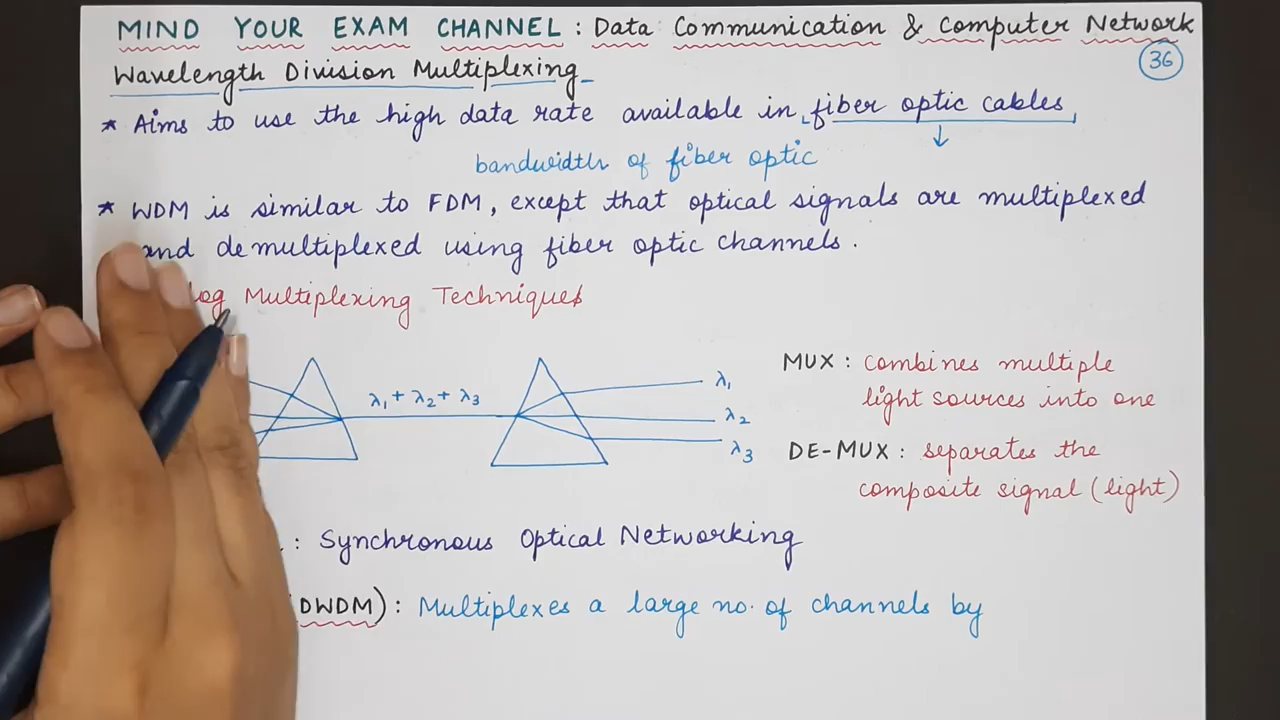 MIND YOUR EXAM CHANNEL : Data Communication & Computer Network
Wavelength Division Multiplexing
36
* Aims to use the high data rate available in fiber optic cables
bandwidth of fiber optic
* WDM is similar to FDM, except that optical signals are multiplexed
and demultiplexed using fiber optic channels.
Multiplexing Techniques
λ1 + λ2 + λ3
λ1
λ2
λ3
MUX : combines multiple
light sources into one
DE-MUX : separates the
composite signal (light)
: Synchronous Optical Networking
(DWDM) : Multiplexes a large no. of channels by